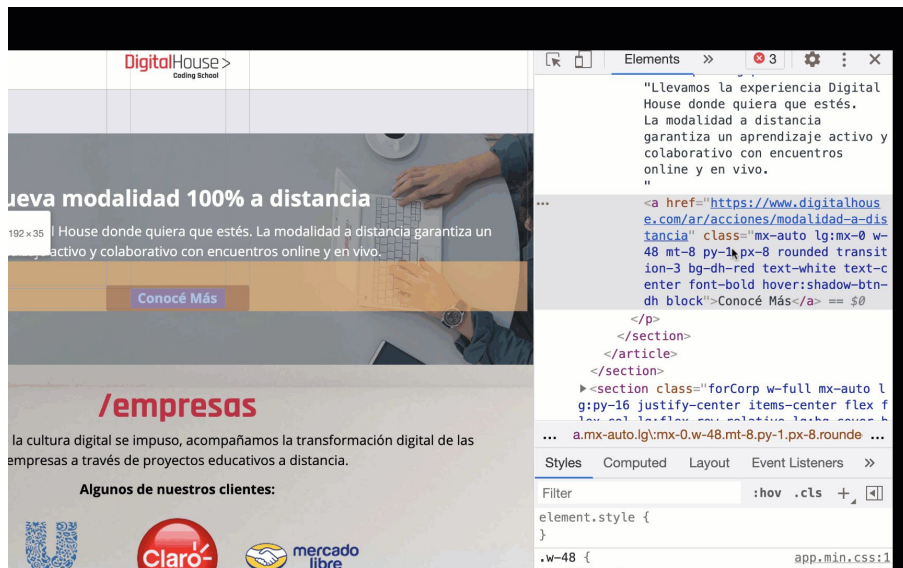 DigitalHouse>
Coding School
ueva modalidad 100% a distancia
192 × 35
l House donde quiera que estés. La modalidad a distancia garantiza un
activo y colaborativo con encuentros online y en vivo.
Conocé Más
/empresas
la cultura digital se impuso, acompañamos la transformación digital de las
empresas a través de proyectos educativos a distancia.
Algunos de nuestros clientes:
Claro-
mercado
libre
Elements » 3
"Llevamos la experiencia Digital
House donde quiera que estés.
La modalidad a distancia
garantiza un aprendizaje activo y
colaborativo con encuentros
online y en vivo.
"
<a href="https://www.digitalhous
e.com/ar/acciones/modalidad-a-dis
tancia" class="mx-auto lg:mx-0 w-
48 mt-8 py-1 px-8 rounded transit
ion-3 bg-dh-red text-white text-c
enter font-bold hover:shadow-btn-
dh block">Conocé Más</a> == $0
</p>
</section>
</article>
</section>
<section class="forCorp w-full mx-auto l
g:py-16 justify-center items-center flex f
... a.mx-auto.lg\:mx-0.w-48.mt-8.py-1.px-8.rounde ...
Styles Computed Layout Event Listeners »
Filter :hov .cls +
element.style {
}
.w-48 { app.min.css:1